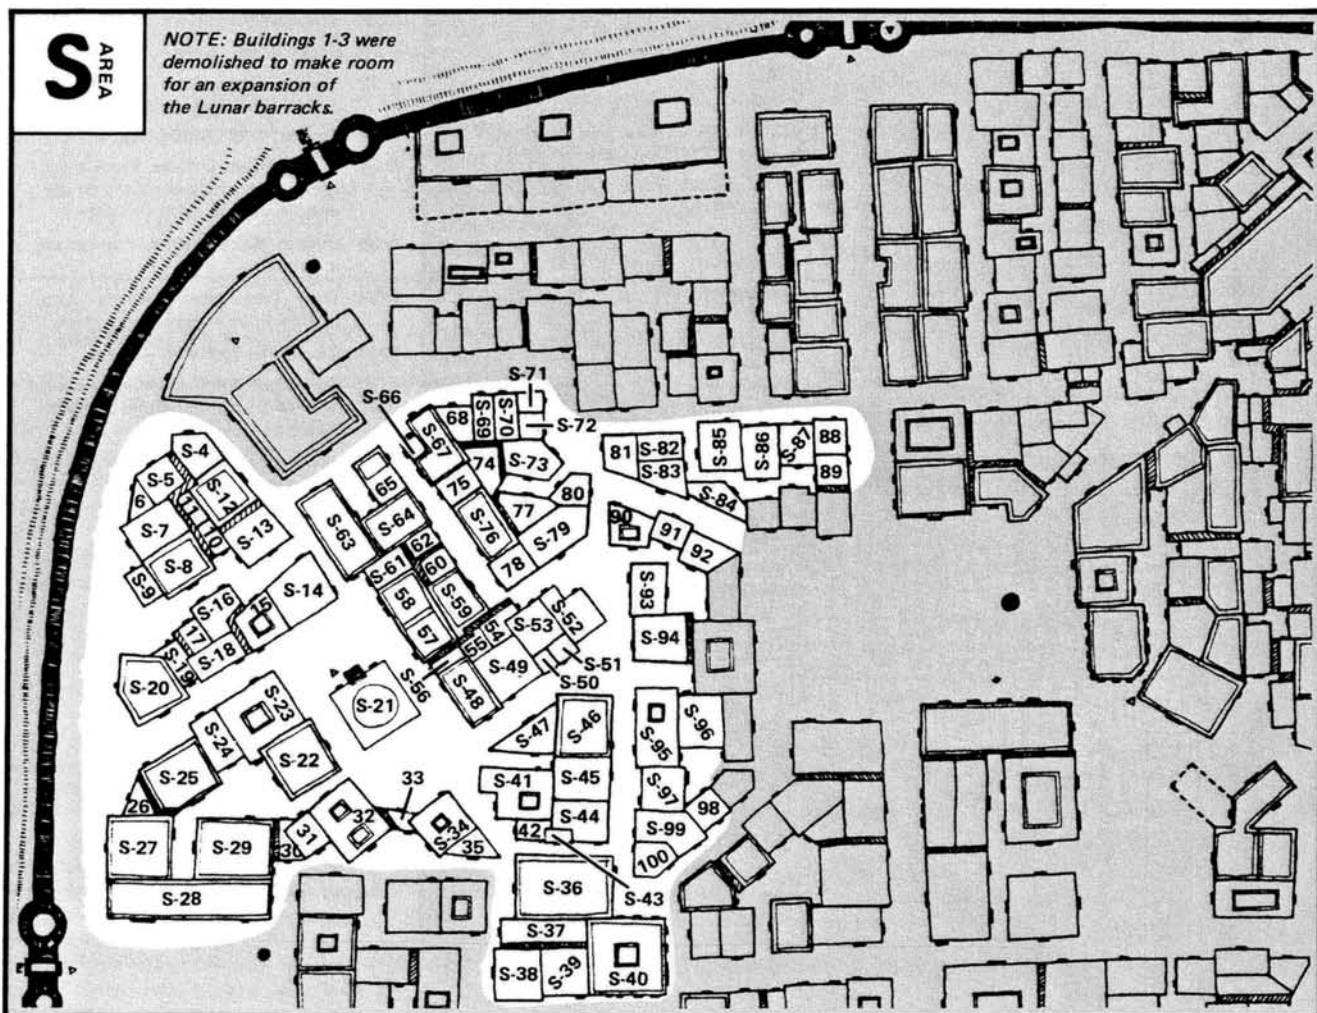 S
AREA
NOTE: Buildings 1-3 were
demolished to make room
for an expansion of
the Lunar barracks.
S-71
S-66
68
S-69
S-70
S-72
S-67
S-4
74
S-73
81
S-82
S-83
S-85
S-86
S-87
88
89
S-5
6
S-12
11
10
65
75
80
S-84
S-7
S-13
S-63
S-64
S-76
77
S-79
90
91
92
S-8
62
S-9
S-61
60
78
S-14
58
S-59
S-93
S-16
15
57
54
S-53
S-52
17
S-18
55
S-94
S-19
S-49
S-51
S-20
S-56
S-50
S-48
S-21
S-23
S-47
S-46
S-96
S-24
S-95
S-22
S-25
33
S-41
S-45
S-97
26
32
98
31
S-34
S-44
42
S-99
S-27
S-29
30
35
100
S-28
S-36
S-43
S-37
S-38
S-39
S-40